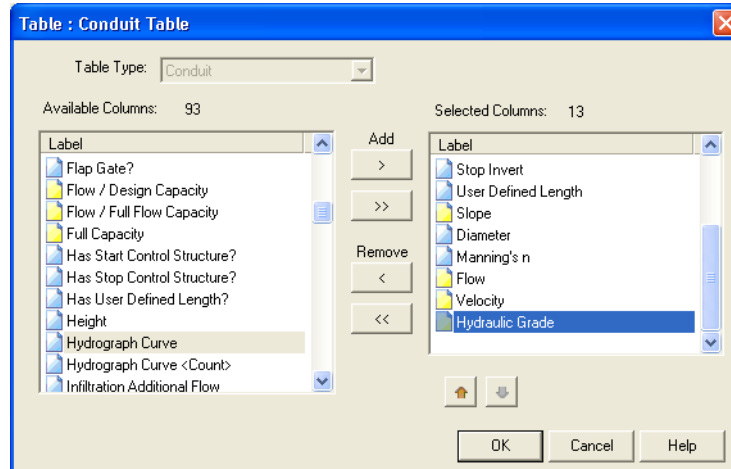 Table : Conduit Table
Table Type: Conduit
Available Columns: 93
Label
Flap Gate?
Flow / Design Capacity
Flow / Full Flow Capacity
Full Capacity
Has Start Control Structure?
Has Stop Control Structure?
Has User Defined Length?
Height
Hydrograph Curve
Hydrograph Curve <Count>
Infiltration Additional Flow
Add
>
>>
Remove
<
<<
Selected Columns: 13
Label
Stop Invert
User Defined Length
Slope
Diameter
Manning's n
Flow
Velocity
Hydraulic Grade
OK
Cancel
Help